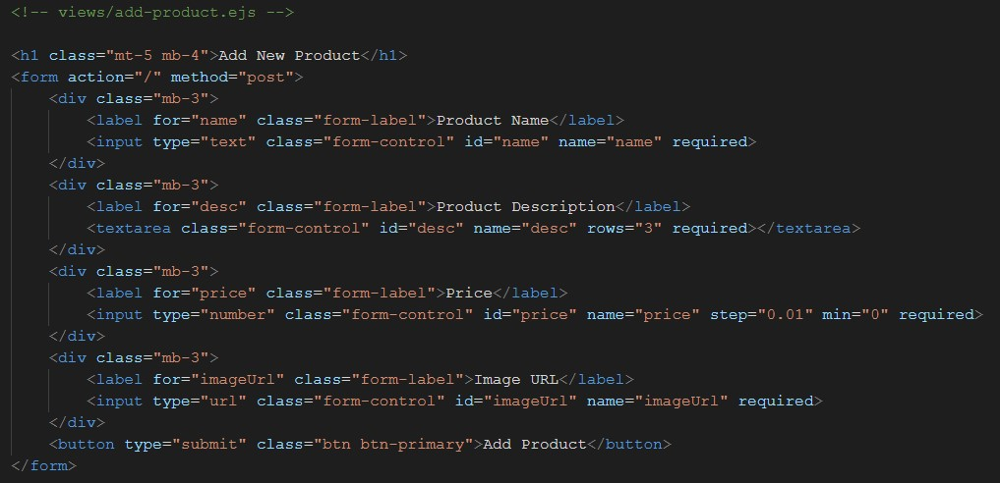 <!-- views/add-product.ejs -->
<h1 class="mt-5 mb-4">Add New Product</h1>
<form action="/" method="post">
    <div class="mb-3">
        <label for="name" class="form-label">Product Name</label>
        <input type="text" class="form-control" id="name" name="name" required>
    </div>
    <div class="mb-3">
        <label for="desc" class="form-label">Product Description</label>
        <textarea class="form-control" id="desc" name="desc" rows="3" required></textarea>
    </div>
    <div class="mb-3">
        <label for="price" class="form-label">Price</label>
        <input type="number" class="form-control" id="price" name="price" step="0.01" min="0" required>
    </div>
    <div class="mb-3">
        <label for="imageUrl" class="form-label">Image URL</label>
        <input type="url" class="form-control" id="imageUrl" name="imageUrl" required>
    </div>
    <button type="submit" class="btn btn-primary">Add Product</button>
</form>